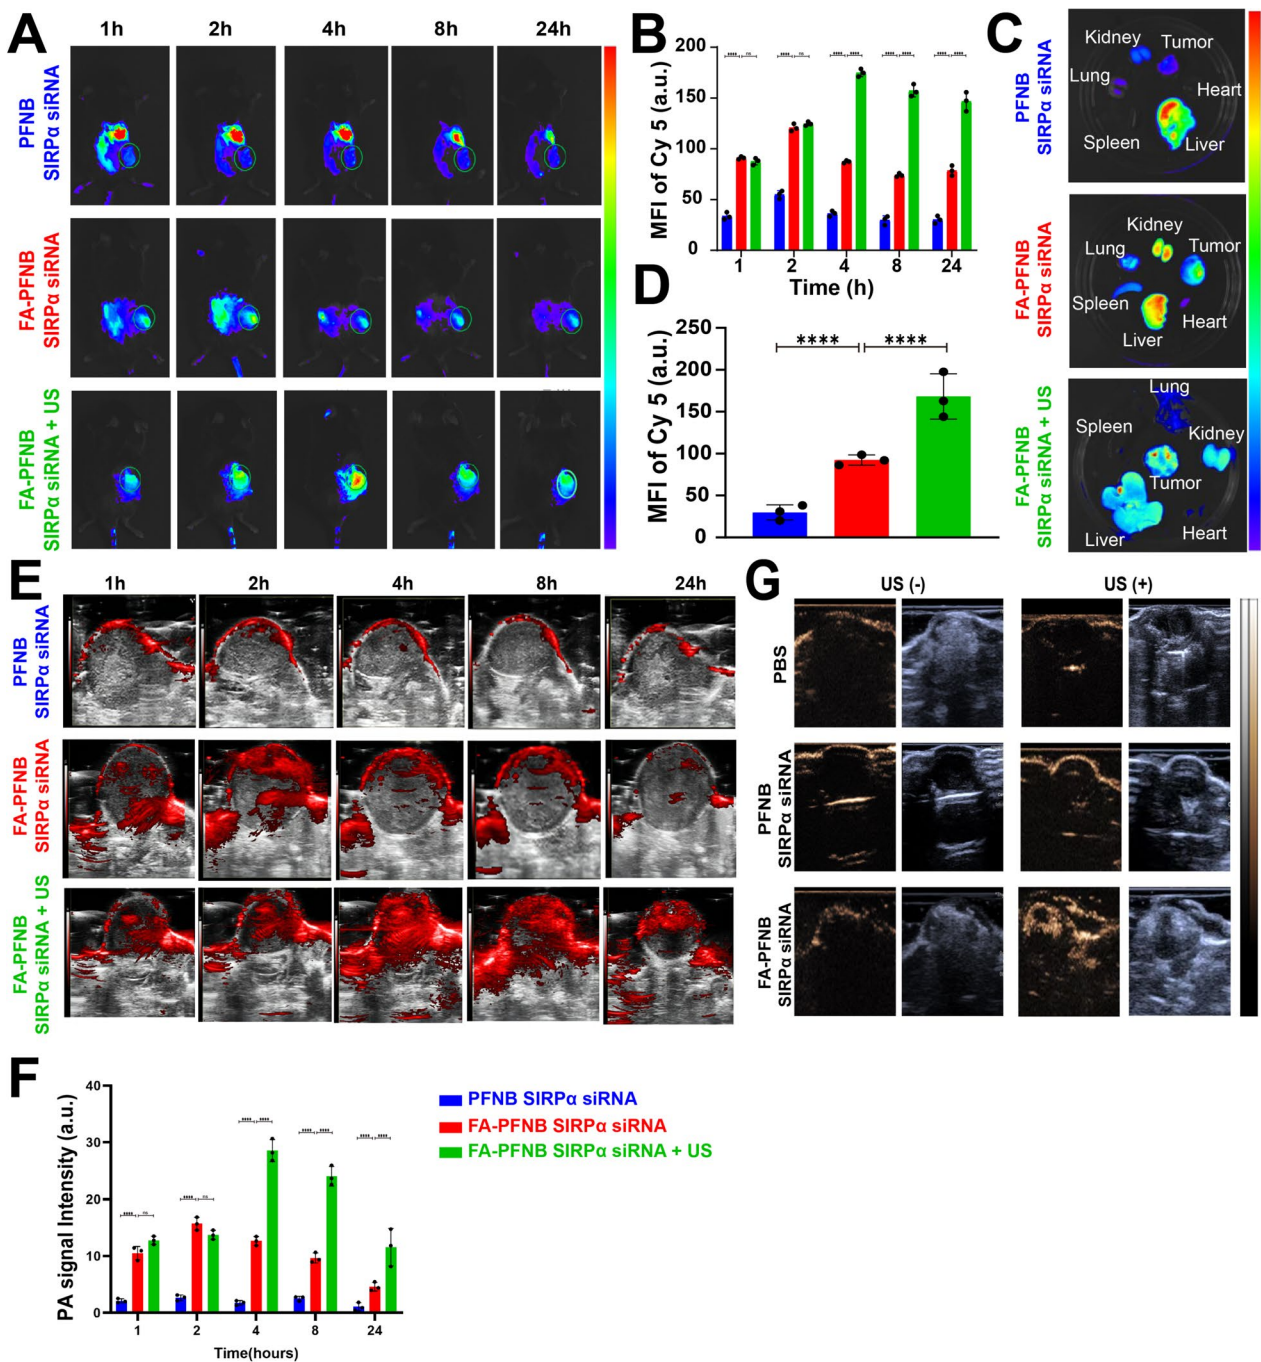 A
1h 2h 4h 8h 24h
PFNB
SIRPα siRNA
FA-PFNB
SIRPα siRNA
FA-PFNB
SIRPα siRNA + US
B
MFI of Cy 5 (a.u.)
200
150
100
50
0
**** ns **** ns **** **** **** **** **** ****
1 2 4 8 24
Time (h)
C
PFNB
SIRPα siRNA
Kidney
Tumor
Lung
Heart
Spleen
Liver
FA-PFNB
SIRPα siRNA
Kidney
Lung
Tumor
Spleen
Heart
Liver
FA-PFNB
SIRPα siRNA + US
Lung
Spleen
Kidney
Tumor
Liver
Heart
D
MFI of Cy 5 (a.u.)
250
200
150
100
50
0
**** ****
E
1h 2h 4h 8h 24h
PFNB
SIRPα siRNA
FA-PFNB
SIRPα siRNA
FA-PFNB
SIRPα siRNA + US
G
US (-) US (+)
PBS
PFNB
SIRPα siRNA
FA-PFNB
SIRPα siRNA
F
PA signal Intensity (a.u.)
40
30
20
10
0
**** ns **** ns **** **** **** **** **** ****
1 2 4 8 24
Time(hours)
PFNB SIRPα siRNA
FA-PFNB SIRPα siRNA
FA-PFNB SIRPα siRNA + US